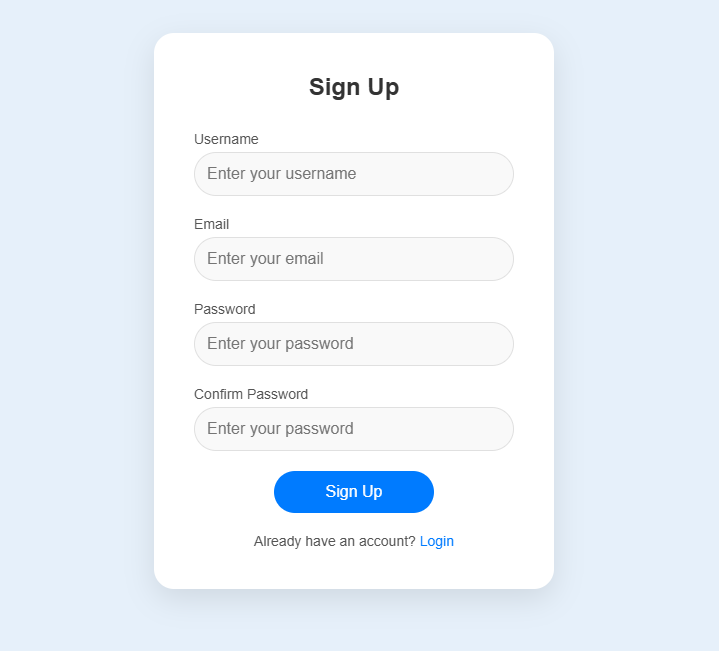 Sign Up
Username
Enter your username
Email
Enter your email
Password
Enter your password
Confirm Password
Enter your password
Sign Up
Already have an account? Login